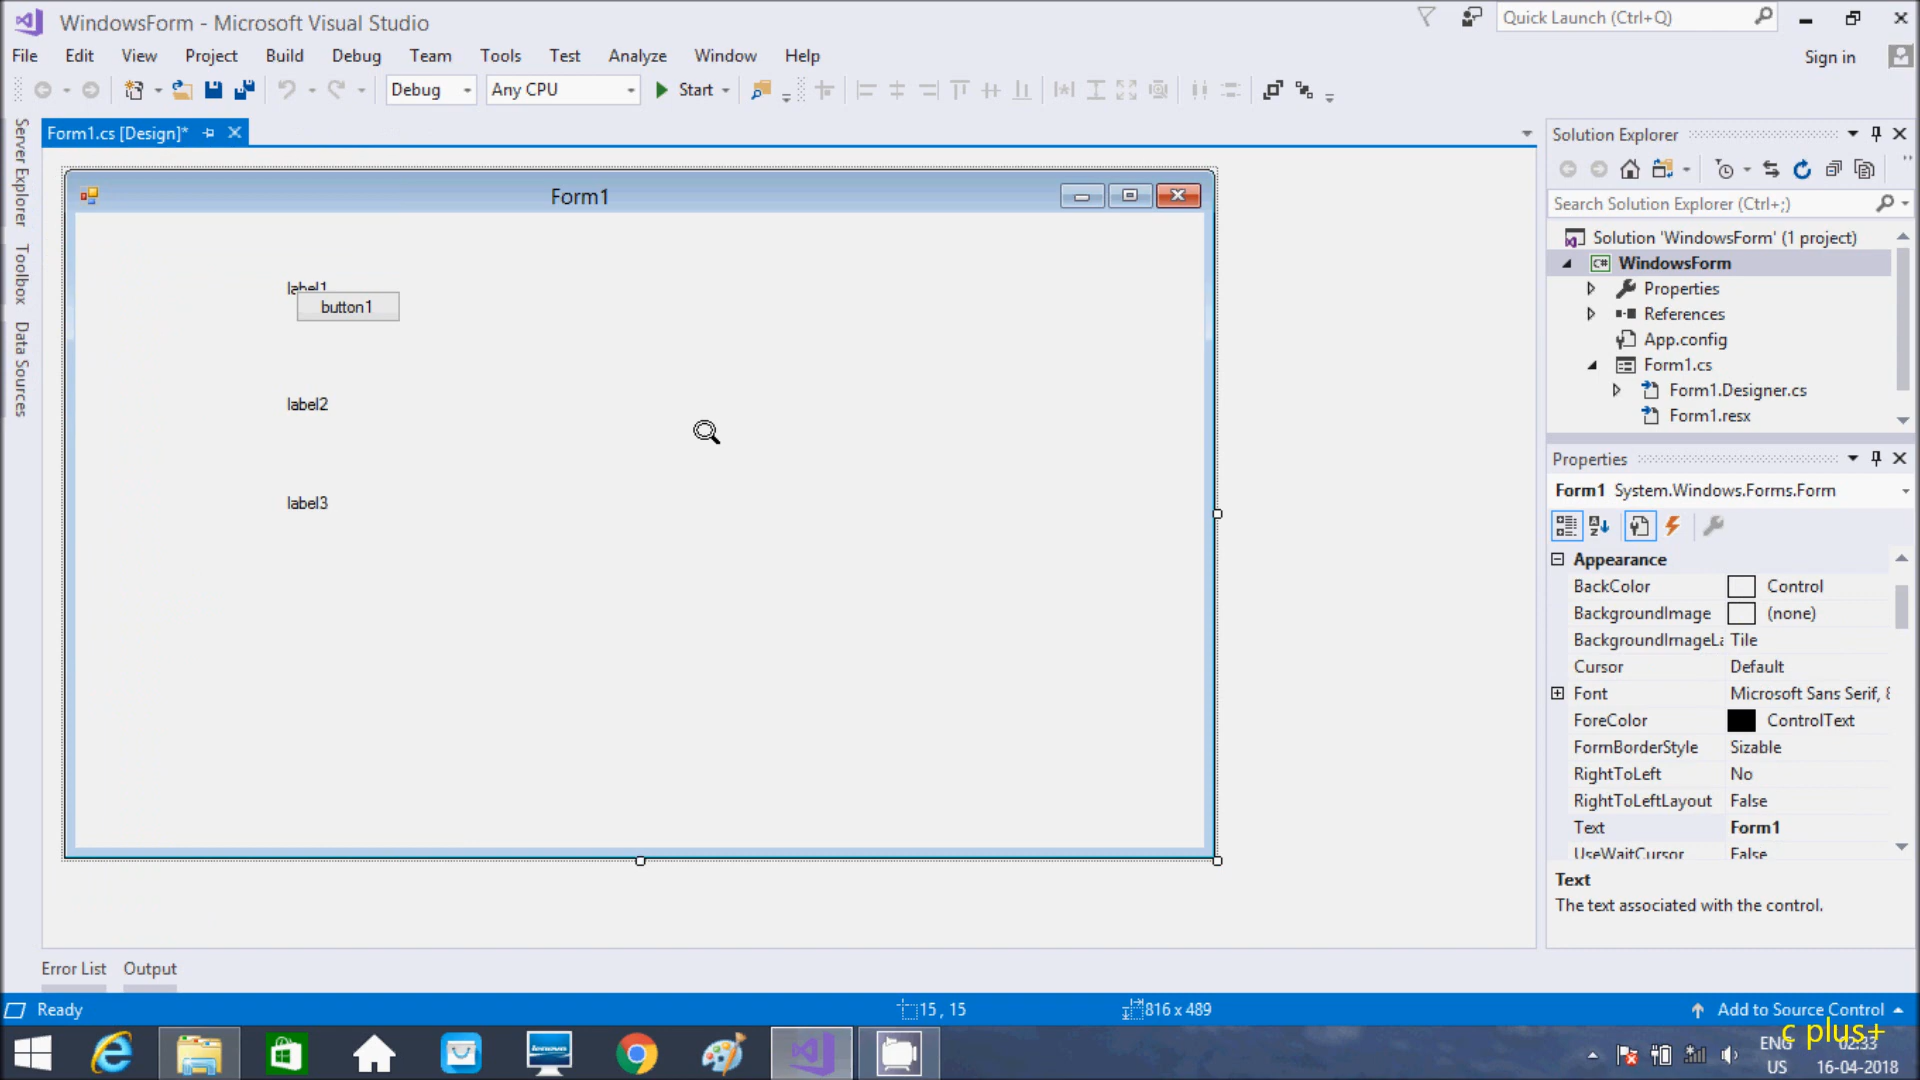 WindowsForm - Microsoft Visual Studio
Quick Launch (Ctrl+Q)
File Edit View Project Build Debug Team Tools Test Analyze Window Help
Sign in
Debug Any CPU Start
Server Explorer
Toolbox
Data Sources
Form1.cs [Design]*
Form1
label1
button1
label2
label3
Solution Explorer
Search Solution Explorer (Ctrl+;)
Solution 'WindowsForm' (1 project)
C# WindowsForm
Properties
References
App.config
Form1.cs
Form1.Designer.cs
Form1.resx
Properties
Form1 System.Windows.Forms.Form
Appearance
BackColor Control
BackgroundImage (none)
BackgroundImageLa Tile
Cursor Default
Font Microsoft Sans Serif, 8
ForeColor ControlText
FormBorderStyle Sizable
RightToLeft No
RightToLeftLayout False
Text Form1
UseWaitCursor False
Text
The text associated with the control.
Error List Output
Ready
15 , 15
816 x 489
Add to Source Control
c plus+
ENG 02:33
US 16-04-2018